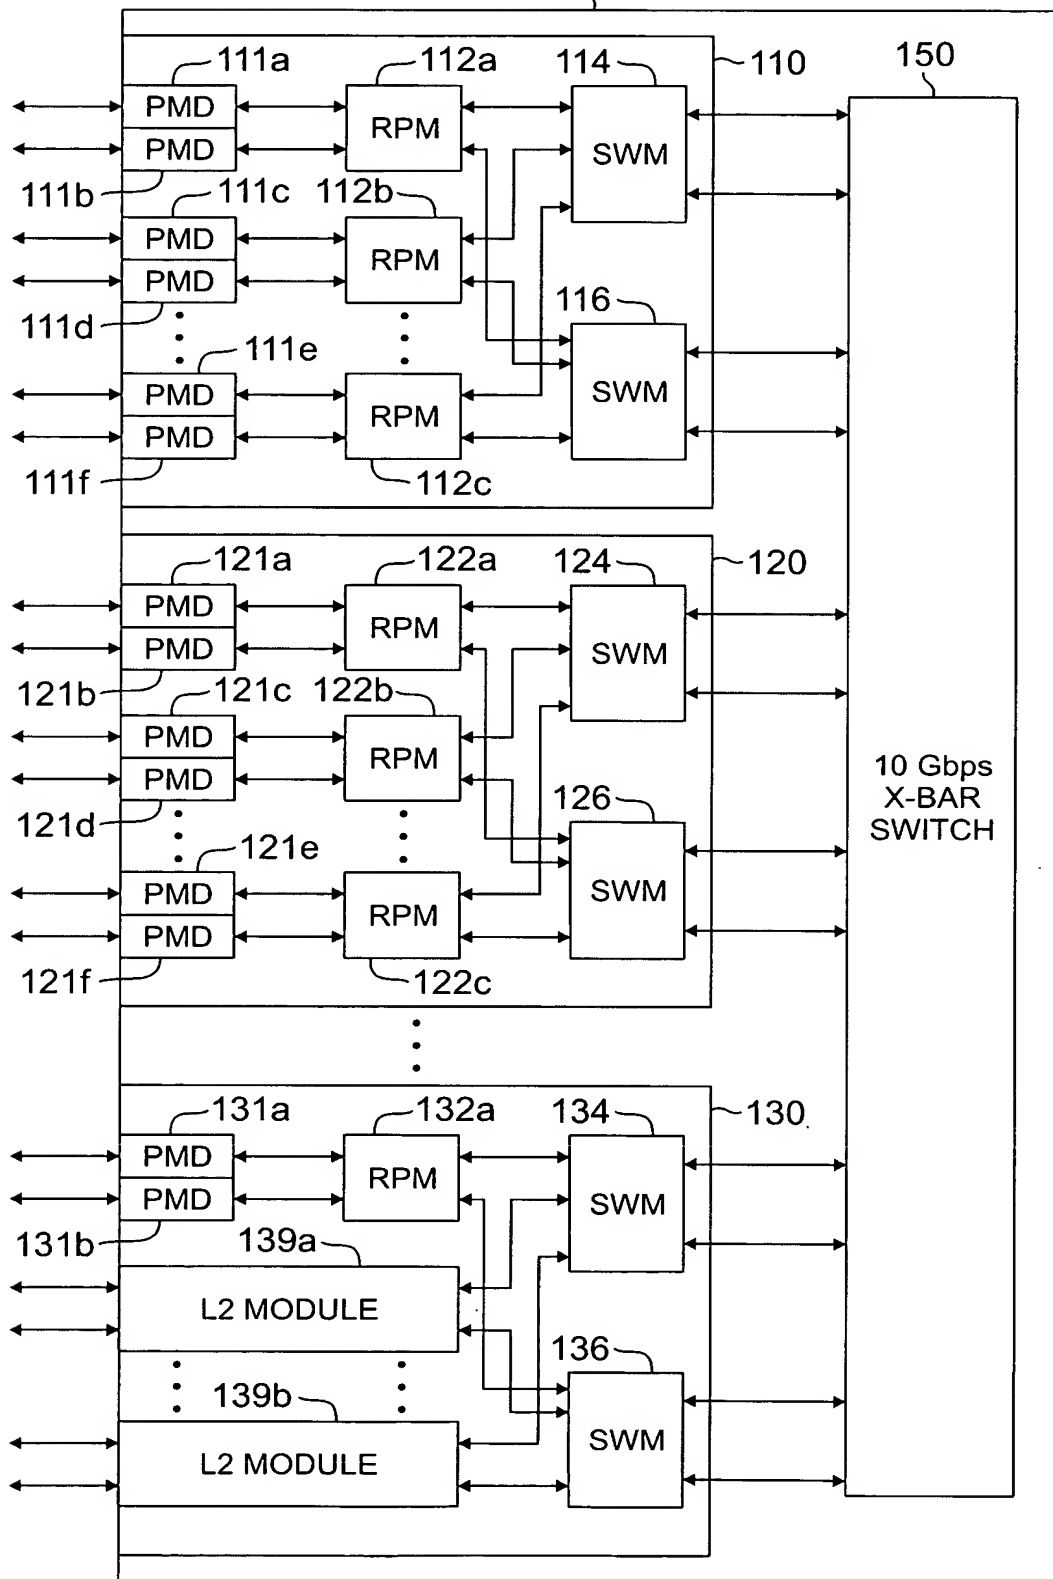 111a 112a 114 110 150
PMD RPM SWM
PMD
111b 111c 112b
PMD RPM
PMD
111d 116
111e SWM
PMD RPM
PMD
111f 112c
121a 122a 124 120
PMD RPM SWM
PMD
121b 121c 122b
PMD RPM
PMD
10 Gbps
X-BAR
SWITCH
121d 126
121e SWM
PMD RPM
PMD
121f 122c
131a 132a 134 130
PMD RPM SWM
PMD
131b 139a
L2 MODULE
136
139b SWM
L2 MODULE